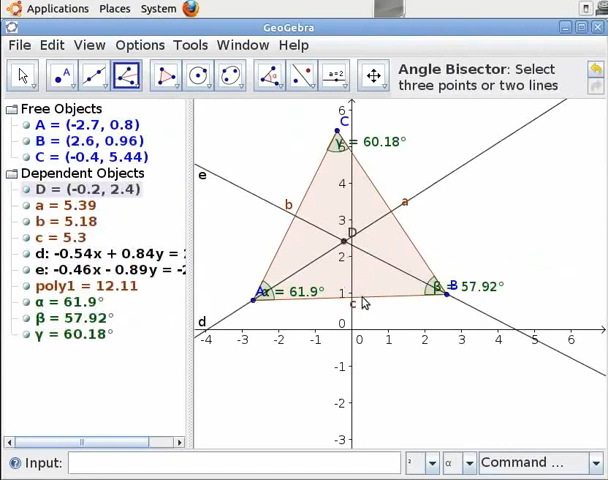 Applications Places System
GeoGebra
File Edit View Options Tools Window Help
A
a=2
Angle Bisector: Select
three points or two lines
Free Objects
A = (-2.7, 0.8)
B = (2.6, 0.96)
C = (-0.4, 5.44)
Dependent Objects
D = (-0.2, 2.4)
a = 5.39
b = 5.18
c = 5.3
d: -0.54x + 0.84y =
e: -0.46x - 0.89y = -2
poly1 = 12.11
α = 61.9°
β = 57.92°
γ = 60.18°
6
C
γ = 60.18°
5
e
4
b
a
3
D
2
A
α = 61.9°
1
β = 57.92°
B
c
d
0
-4 -3 -2 -1 0 1 2 3 4 5 6
-1
-2
-3
Input:
²
α
Command ...